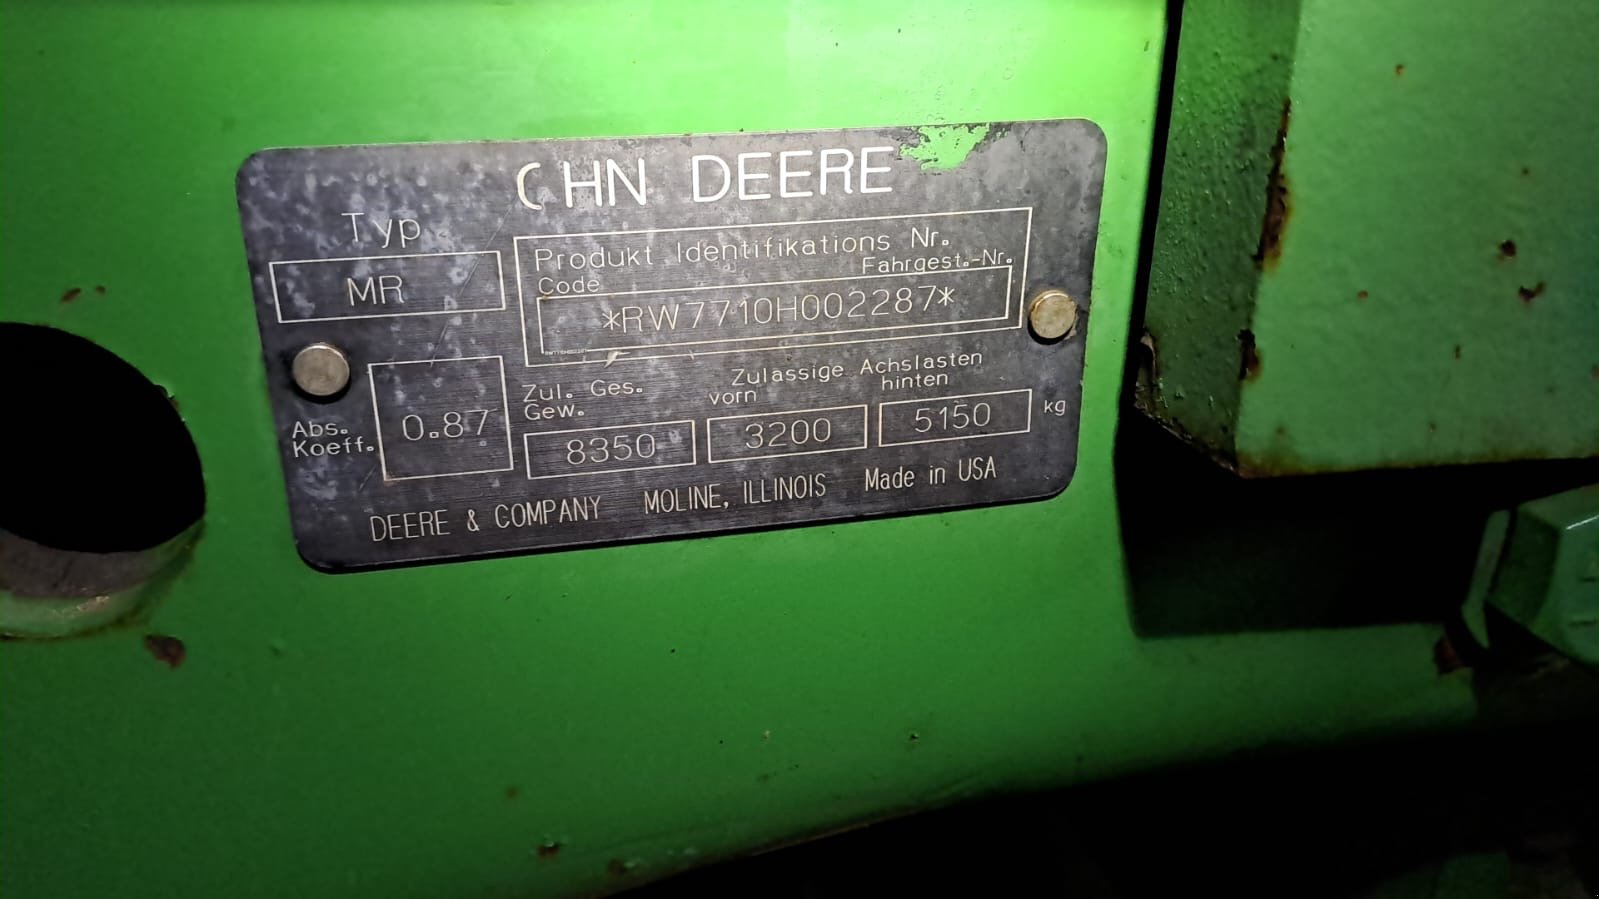 HN DEERE
Typ
MR
Produkt Identifikations Nr.
Code
Fahrgest.-Nr.
*RW7710H002287*
Abs.
Koeff.
0.87
Zul. Ges.
Gew.
8350
Zulassige Achslasten
vorn
hinten
3200
5150
kg
DEERE & COMPANY MOLINE, ILLINOIS Made in USA